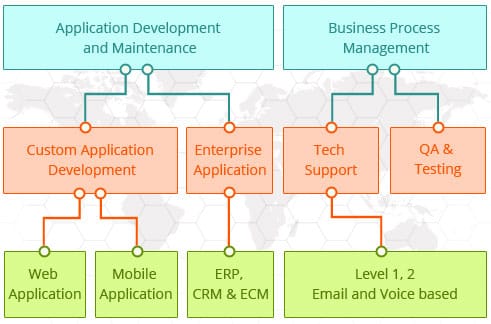 Application Development
and Maintenance
Business Process
Management
Custom Application
Development
Enterprise
Application
Tech
Support
QA &
Testing
Web
Application
Mobile
Application
ERP,
CRM & ECM
Level 1, 2
Email and Voice based